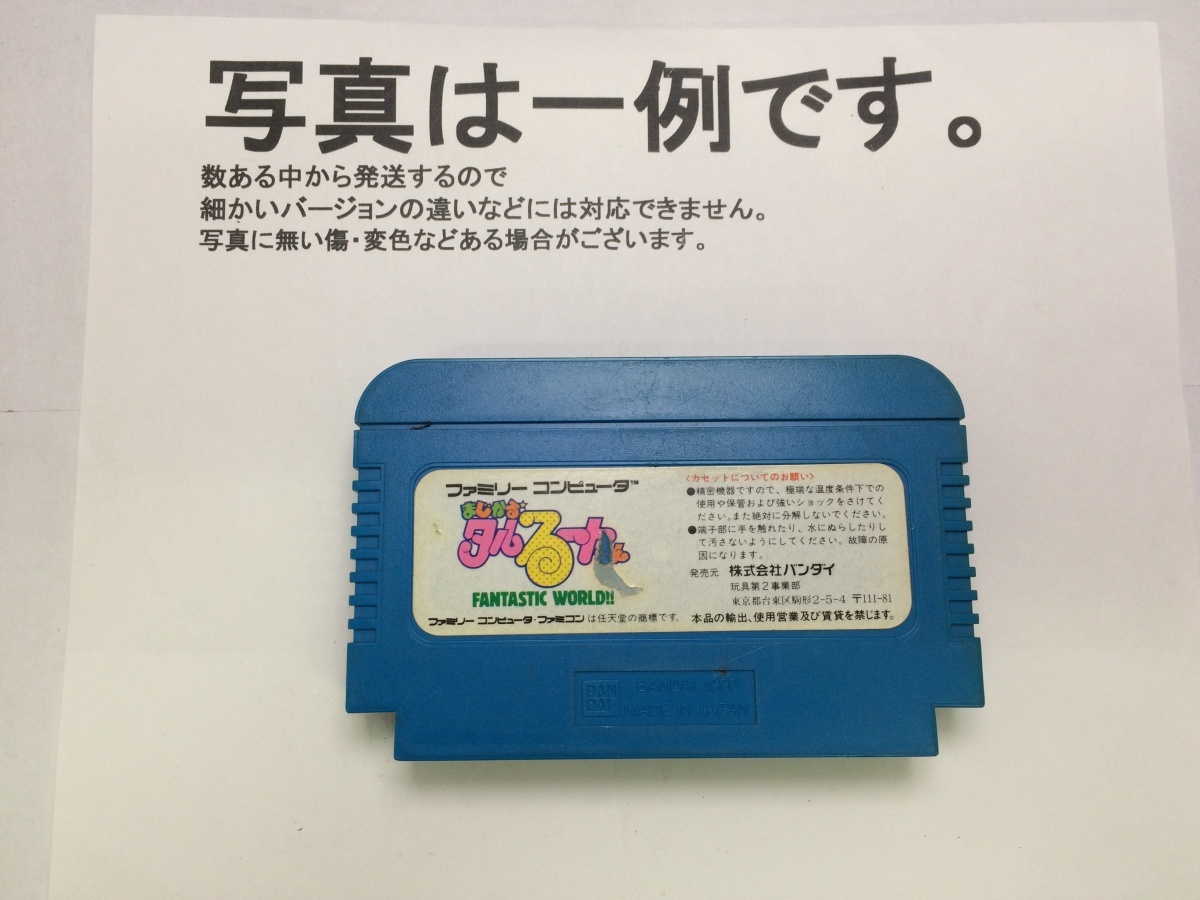 写真は一例です。
数ある中から発送するので
細かいバージョンの違いなどには対応できません。
写真に無い傷・変色などある場合がございます。
ファミリー コンピュータ™
まじかる★
タルるートくん
FANTASTIC WORLD!!
ファミリー コンピュータ・ファミコン は任天堂の商標です。
〈カセットについてのお願い〉
●精密機器ですので、極端な温度条件下での
使用や保管および強いショックをさけてく
ださい。また絶対に分解しないでください。
●端子部に手を触れたり、水にぬらしたりし
て汚さないようにしてください。故障の原
因になります。
発売元 株式会社バンダイ
玩具第2事業部
東京都台東区駒形2-5-4 〒111-81
本品の輸出、使用営業及び賃貸を禁じます。
BAN
DAI
BANDAI 1990
MADE IN JAPAN